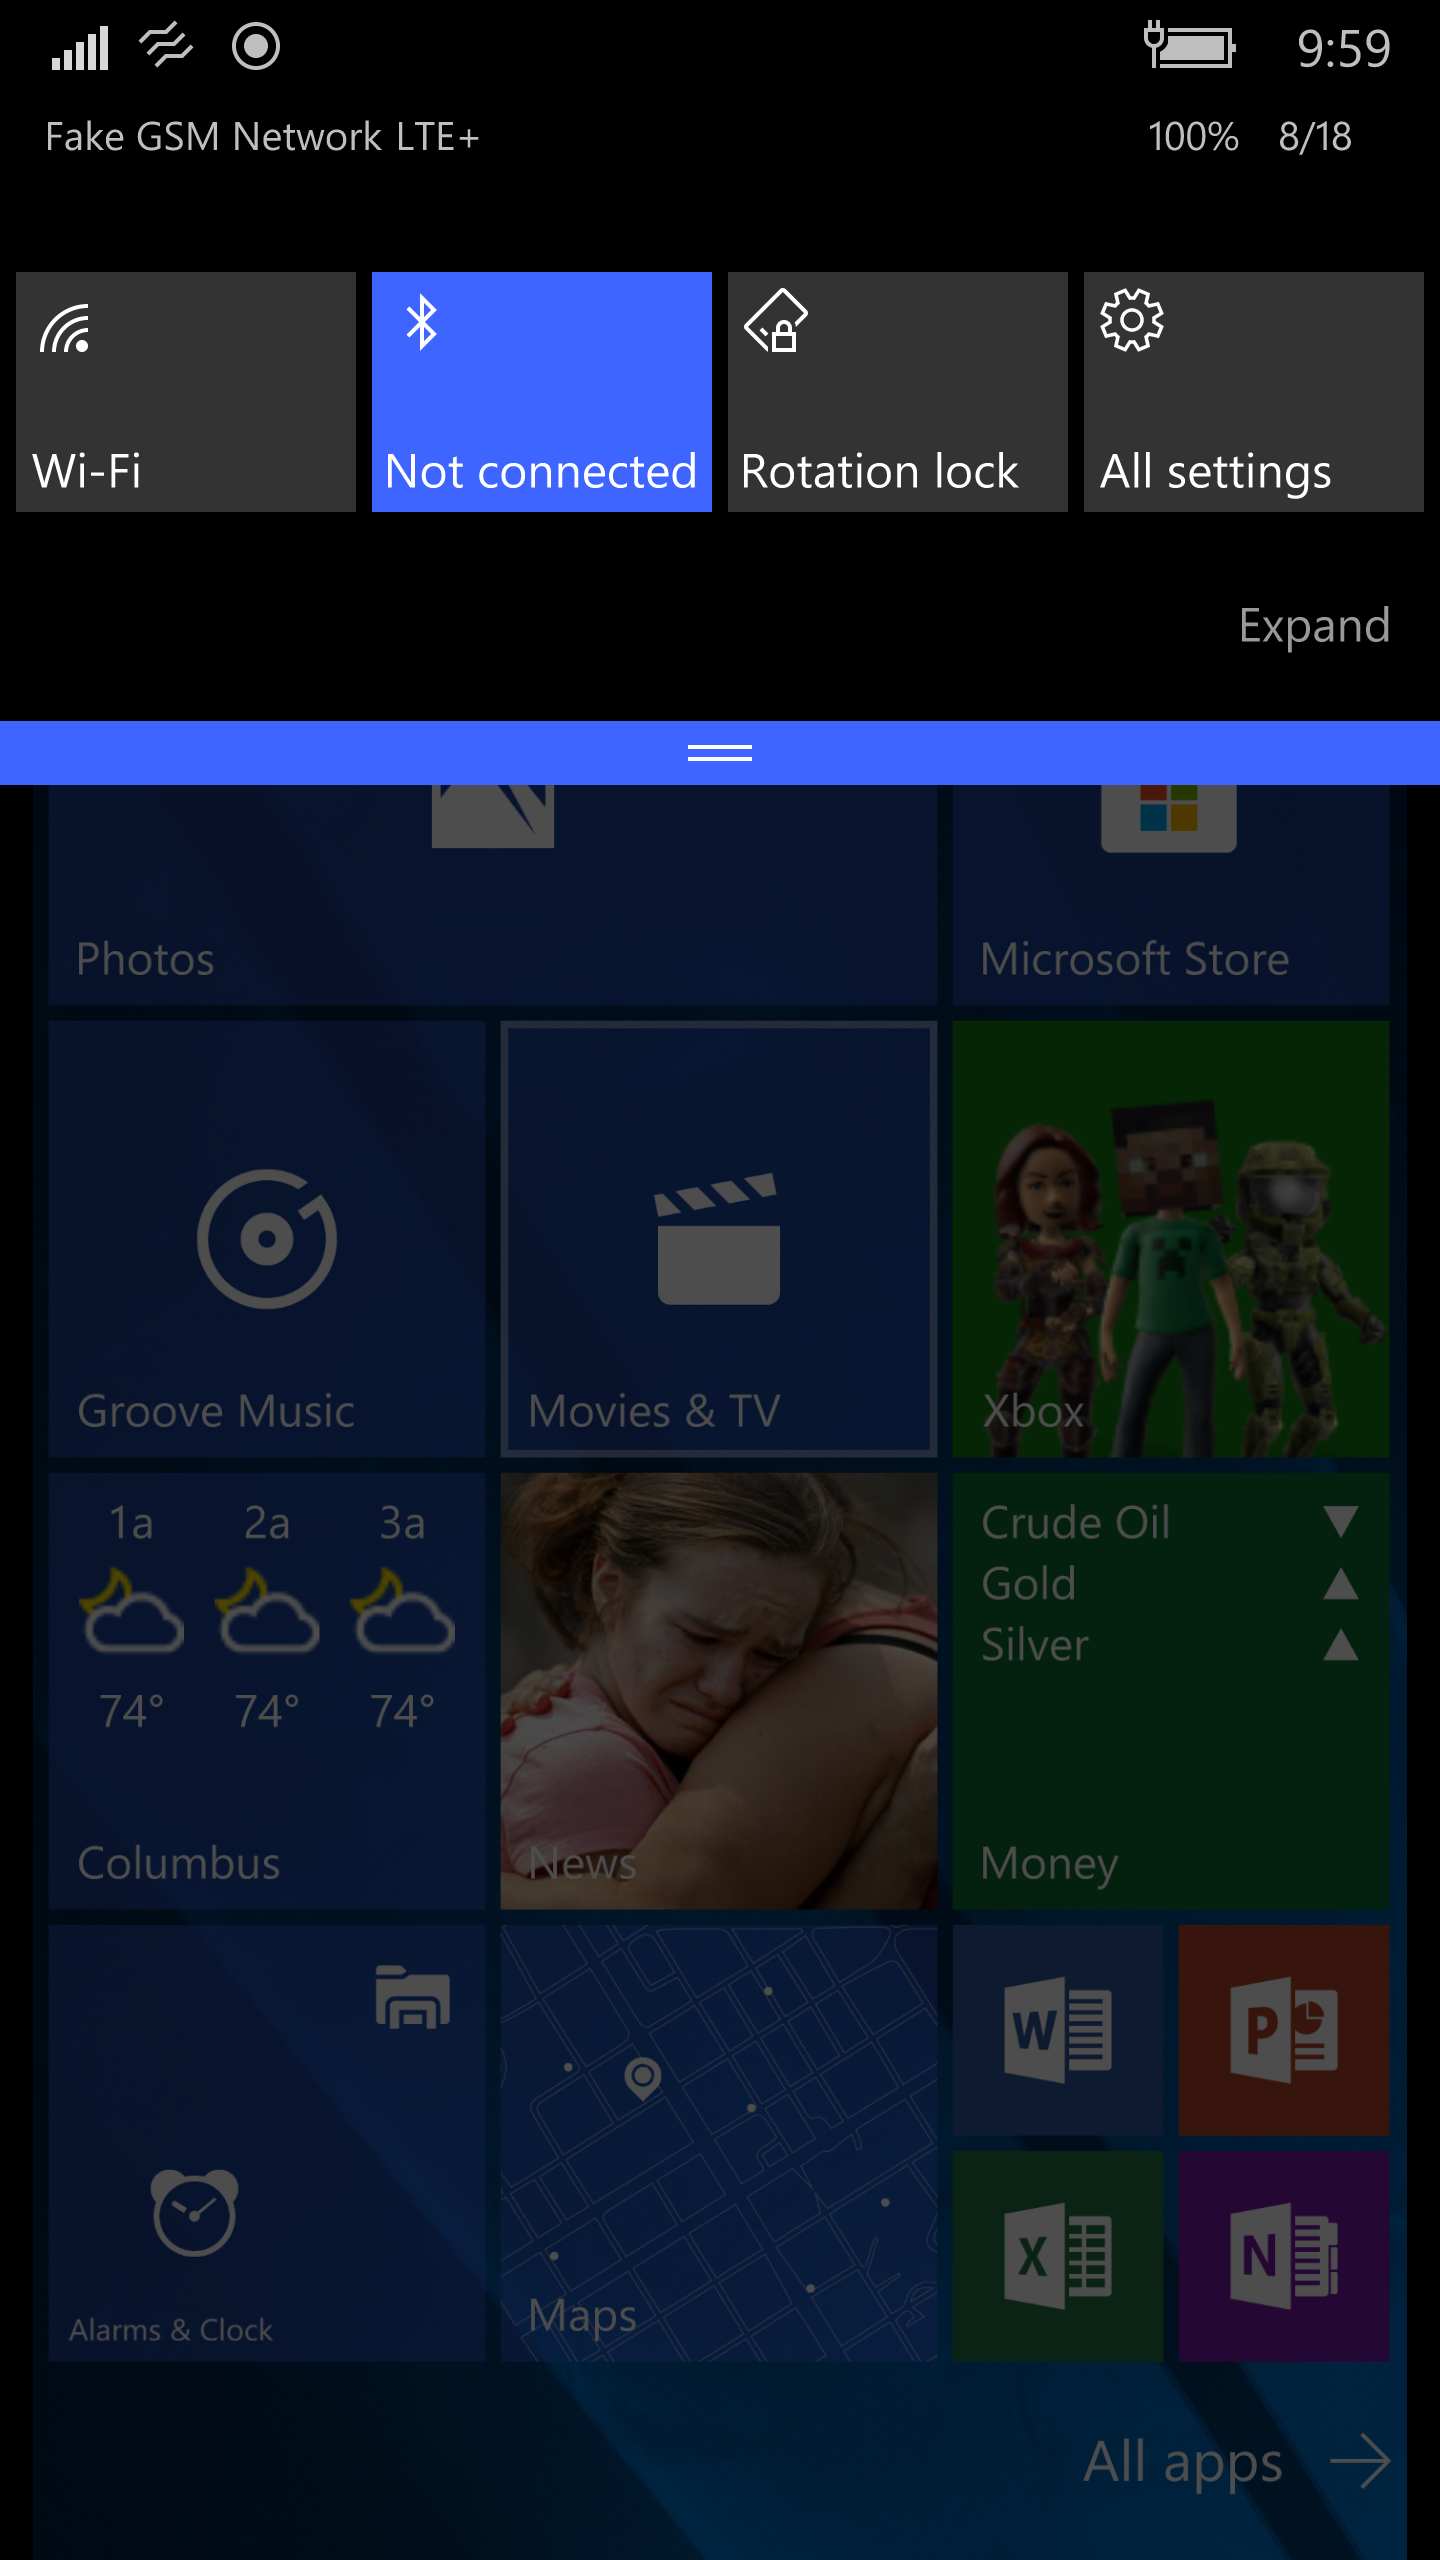 9:59
Fake GSM Network LTE+ 100% 8/18
Wi-Fi
Not connected
Rotation lock
All settings
Expand
Photos
Microsoft Store
Groove Music
Movies & TV
Xbox
1a 2a 3a
74° 74° 74°
Columbus
News
Crude Oil
Gold
Silver
Money
Alarms & Clock
Maps
W
P
X
N
All apps